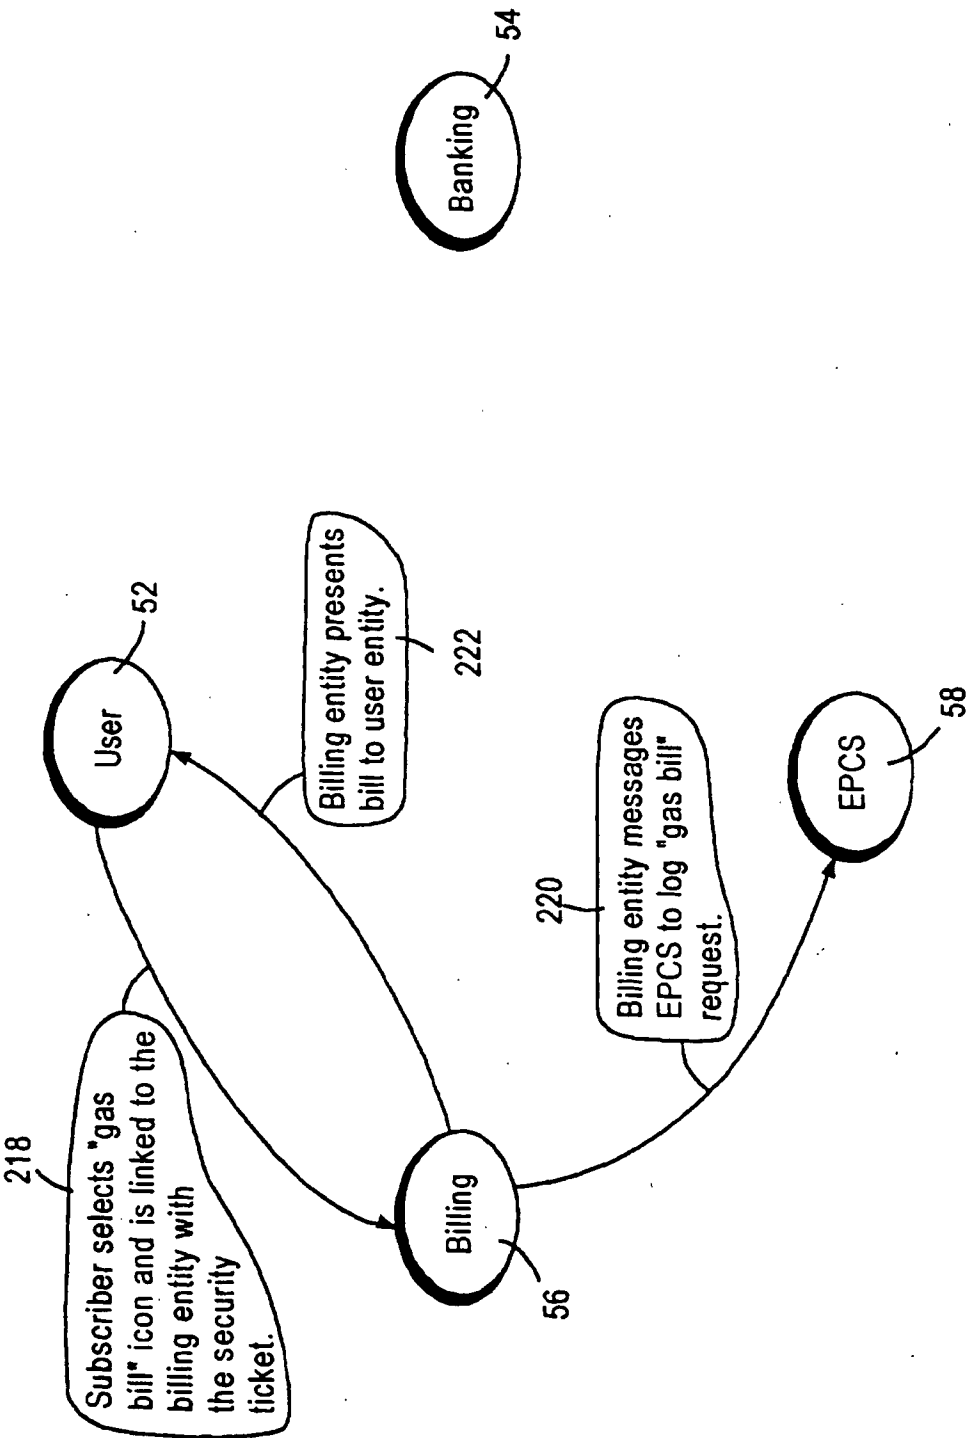 218
Subscriber selects "gas
bill" icon and is linked to the
billing entity with
the security
ticket.
User
52
Billing entity presents
bill to user entity.
222
Banking
54
Billing
56
220
Billing entity messages
EPCS to log "gas bill"
request.
EPCS
58